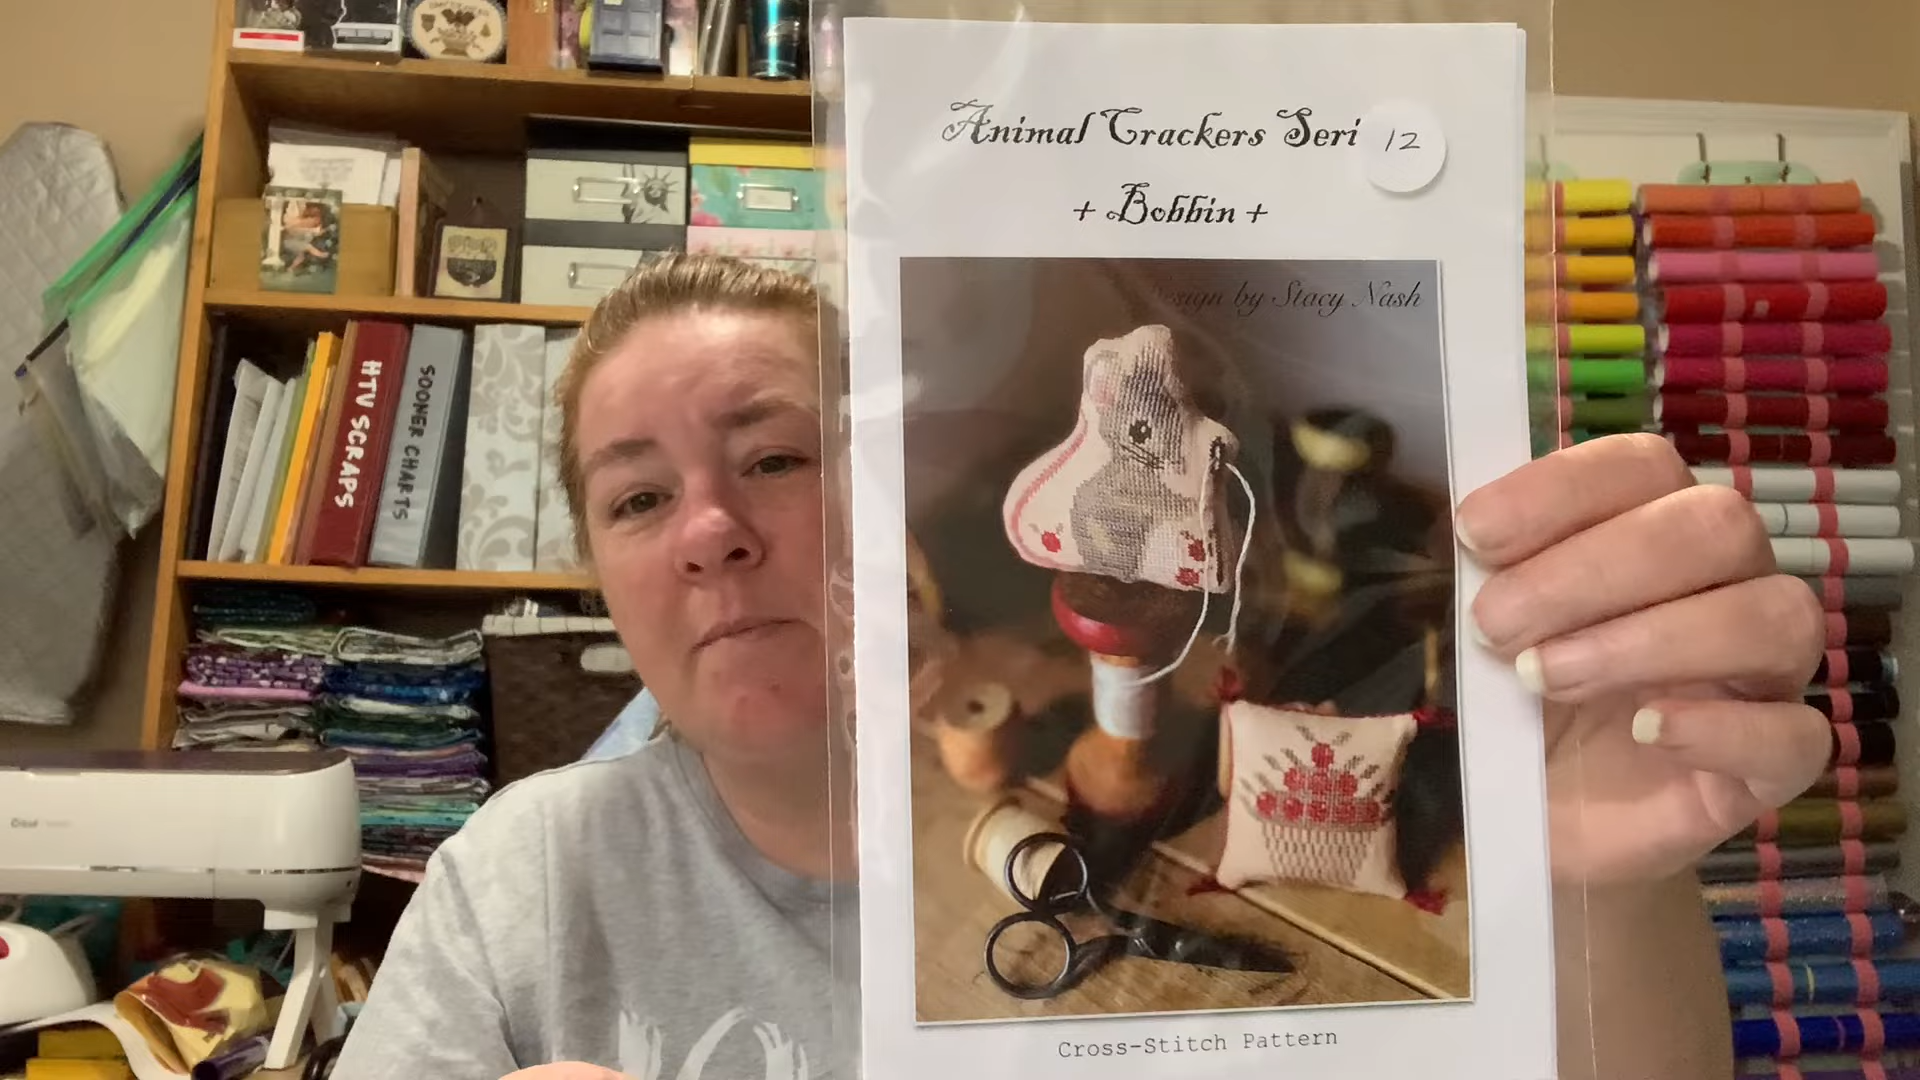 Animal Crackers Seri
12
+ Bobbin +
Design by Stacy Nash
Cross-Stitch Pattern
HTV SCRAPS
SOONER CHARTS